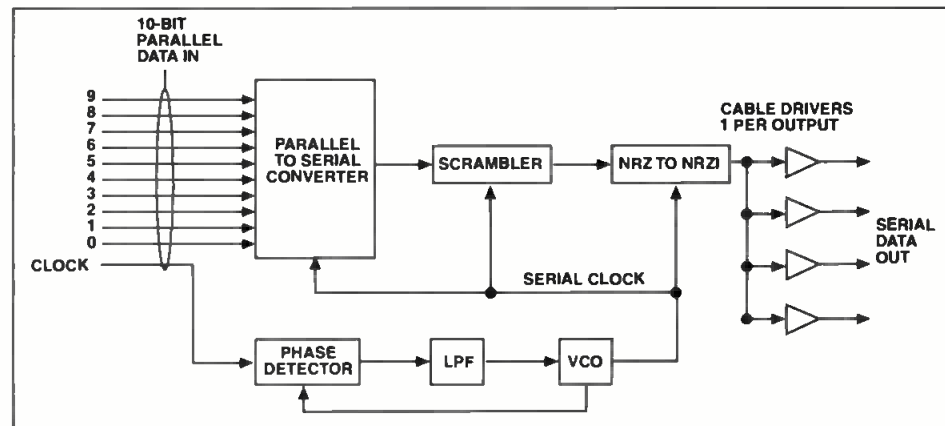 10-BIT
PARALLEL
DATA IN
9
8
7
6
5
4
3
2
1
0
CLOCK
PARALLEL
TO SERIAL
CONVERTER
SCRAMBLER
NRZ TO NRZI
CABLE DRIVERS
1 PER OUTPUT
SERIAL
DATA
OUT
SERIAL CLOCK
PHASE
DETECTOR
LPF
VCO